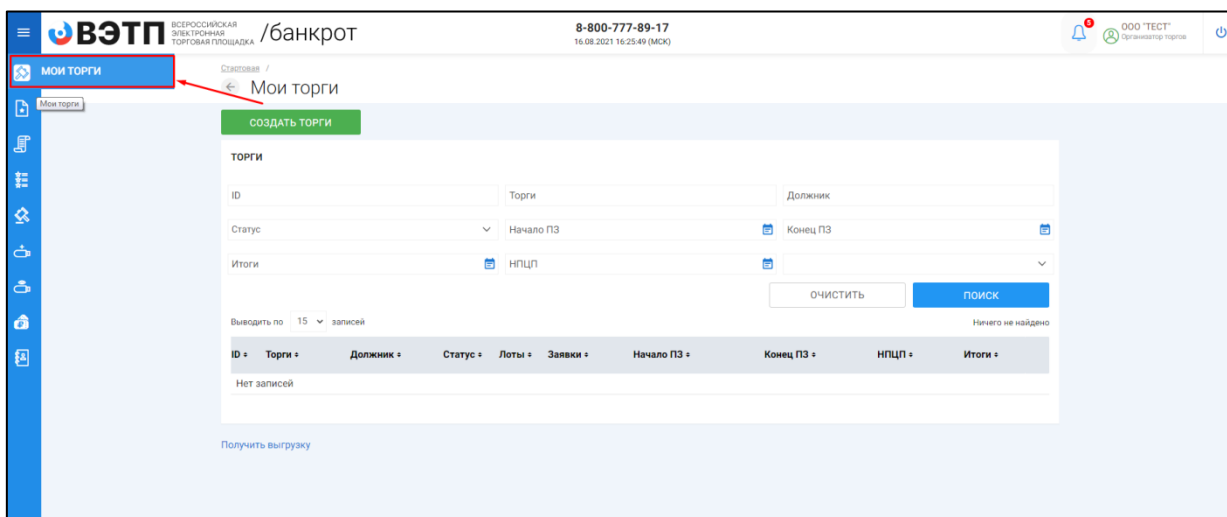 ВЭТП
ВСЕРОССИЙСКАЯ
ЭЛЕКТРОННАЯ
ТОРГОВАЯ ПЛОЩАДКА
/банкрот
8-800-777-89-17
16.08.2021 16:25:49 (МСК)
5
ООО "ТЕСТ"
Организатор торгов
МОИ ТОРГИ
Мои торги
Стартовая /
Мои торги
СОЗДАТЬ ТОРГИ
ТОРГИ
ID Торги Должник
Статус Начало ПЗ Конец ПЗ
Итоги НПЦП
ОЧИСТИТЬ ПОИСК
Выводить по 15 записей Ничего не найдено
ID Торги Должник Статус Лоты Заявки Начало ПЗ Конец ПЗ НПЦП Итоги
Нет записей
Получить выгрузку